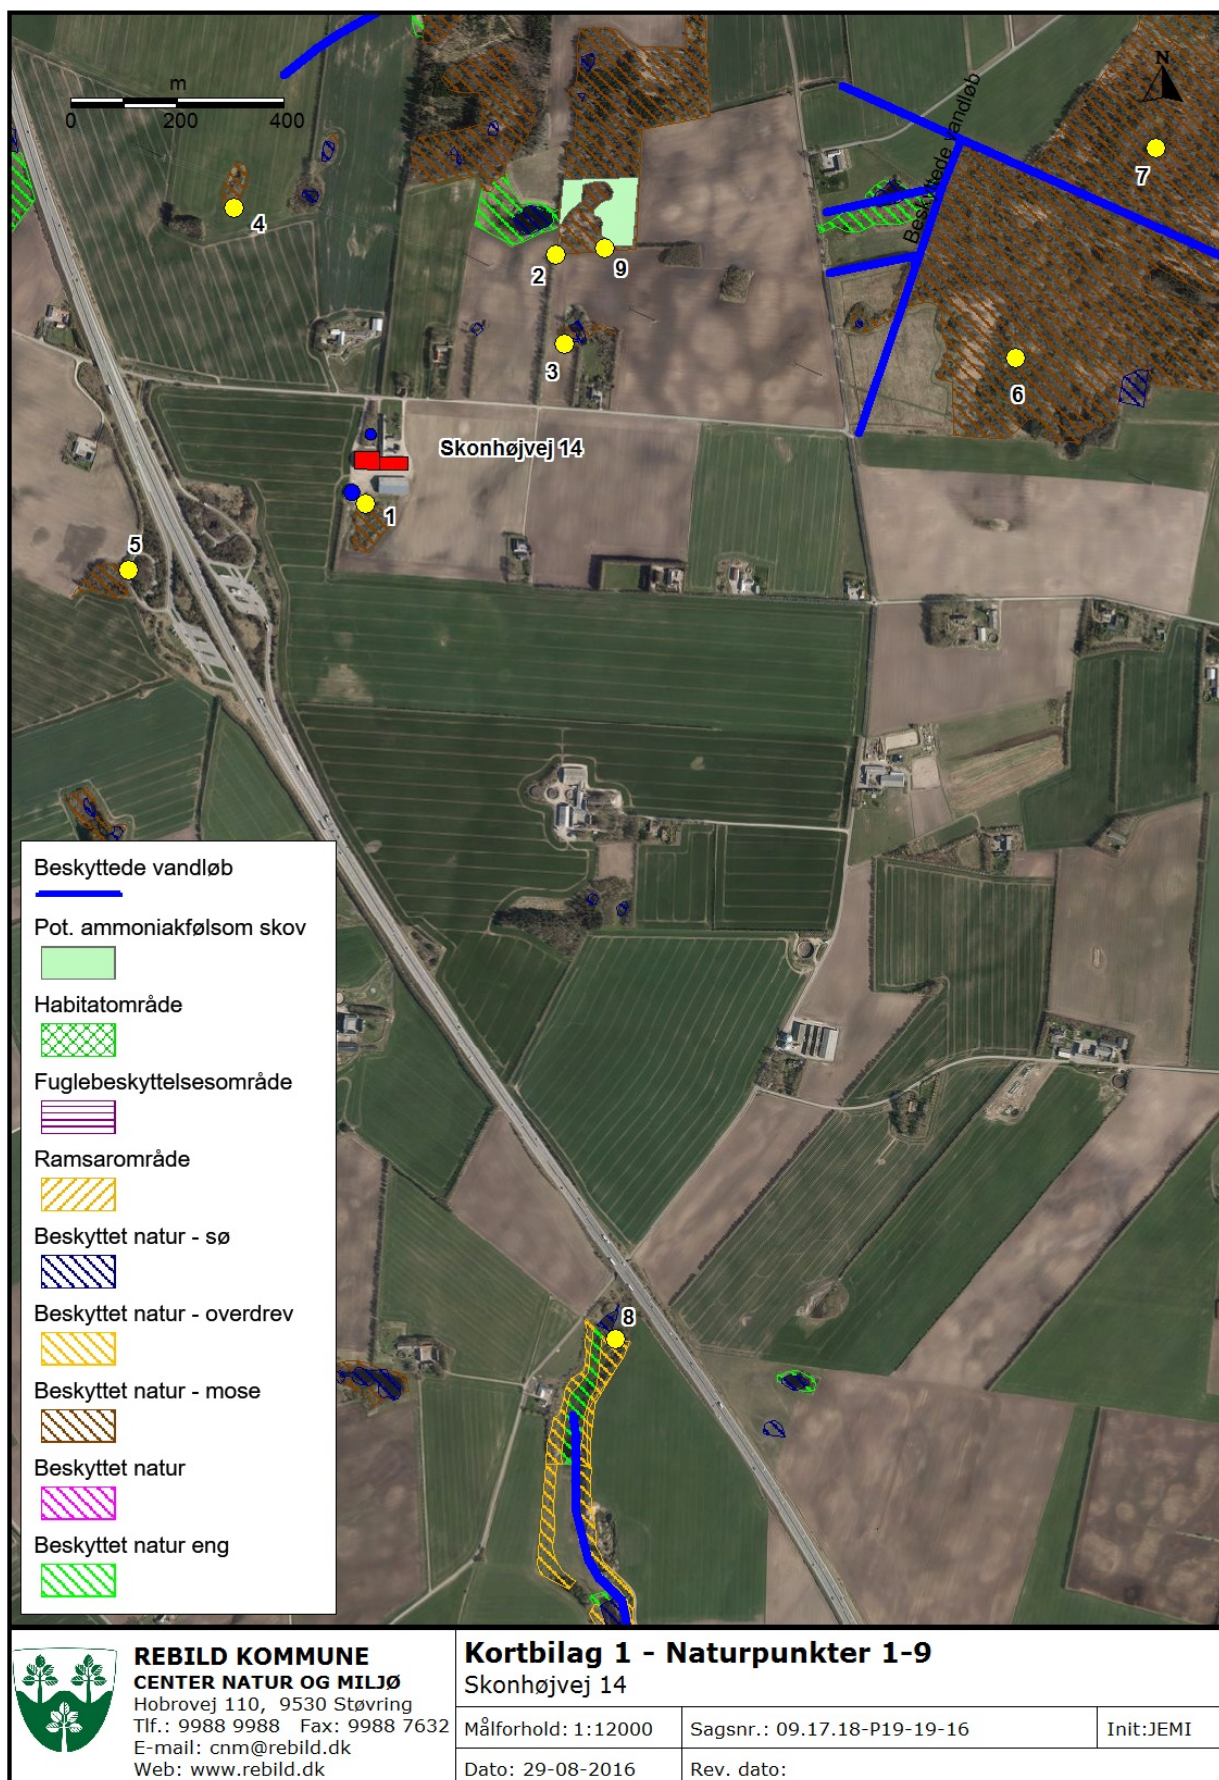 m
0 200 400
N
Beskyttede vandløb
7
4
2
9
3
6
Skonhøjvej 14
1
5
8
Beskyttede vandløb
Pot. ammoniakfølsom skov
Habitatområde
Fuglebeskyttelsesområde
Ramsarområde
Beskyttet natur - sø
Beskyttet natur - overdrev
Beskyttet natur - mose
Beskyttet natur
Beskyttet natur eng
REBILD KOMMUNE
CENTER NATUR OG MILJØ
Hobrovej 110, 9530 Støvring
Tlf.: 9988 9988 Fax: 9988 7632
E-mail: cnm@rebild.dk
Web: www.rebild.dk
Kortbilag 1 - Naturpunkter 1-9
Skonhøjvej 14
Målforhold: 1:12000
Sagsnr.: 09.17.18-P19-19-16
Init:JEMI
Dato: 29-08-2016
Rev. dato: